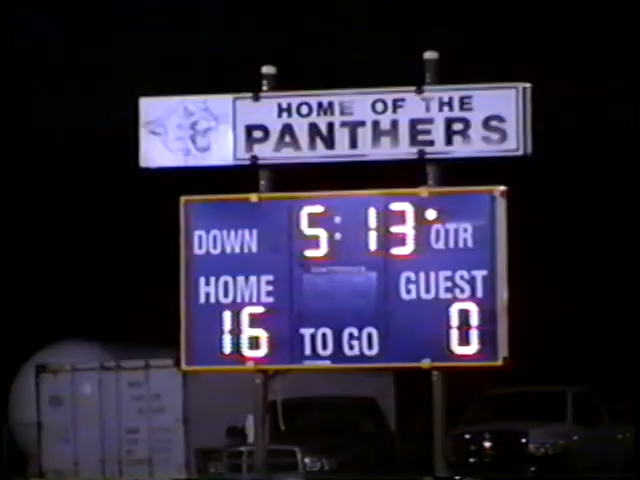 HOME OF THE
PANTHERS
5:13
DOWN QTR
HOME GUEST
16 TO GO 0